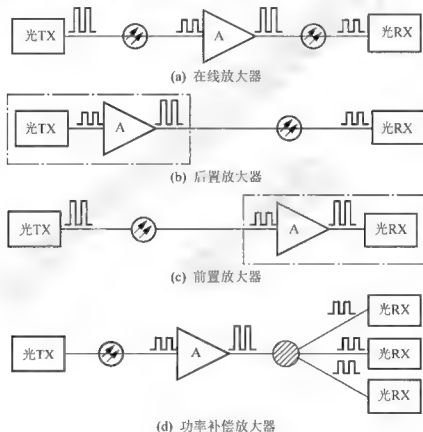 光TX A 光RX
(a) 在线放大器
光TX A 光RX
(b) 后置放大器
光TX A 光RX
(c) 前置放大器
光RX
光TX A 光RX
光RX
(d) 功率补偿放大器